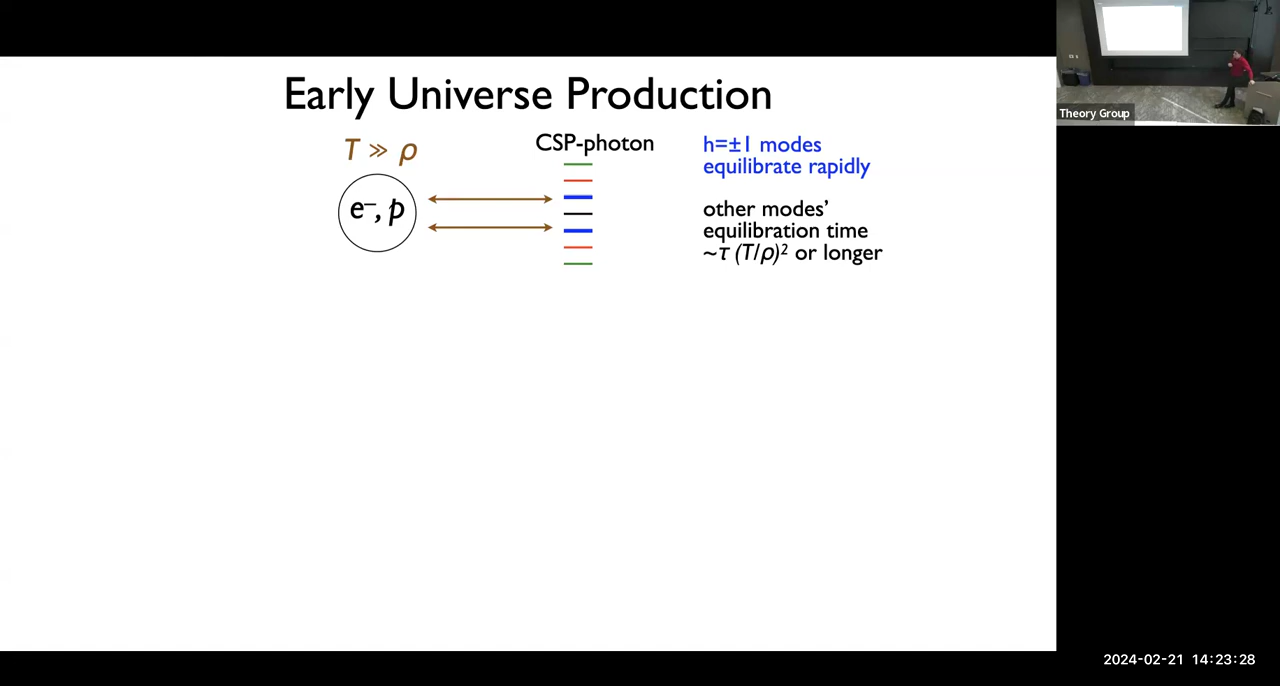 Early Universe Production
T ≫ ρ
e⁻, p
CSP-photon
h=±1 modes
equilibrate rapidly
other modes'
equilibration time
~τ (T/ρ)² or longer
Theory Group
2024-02-21 14:23:28